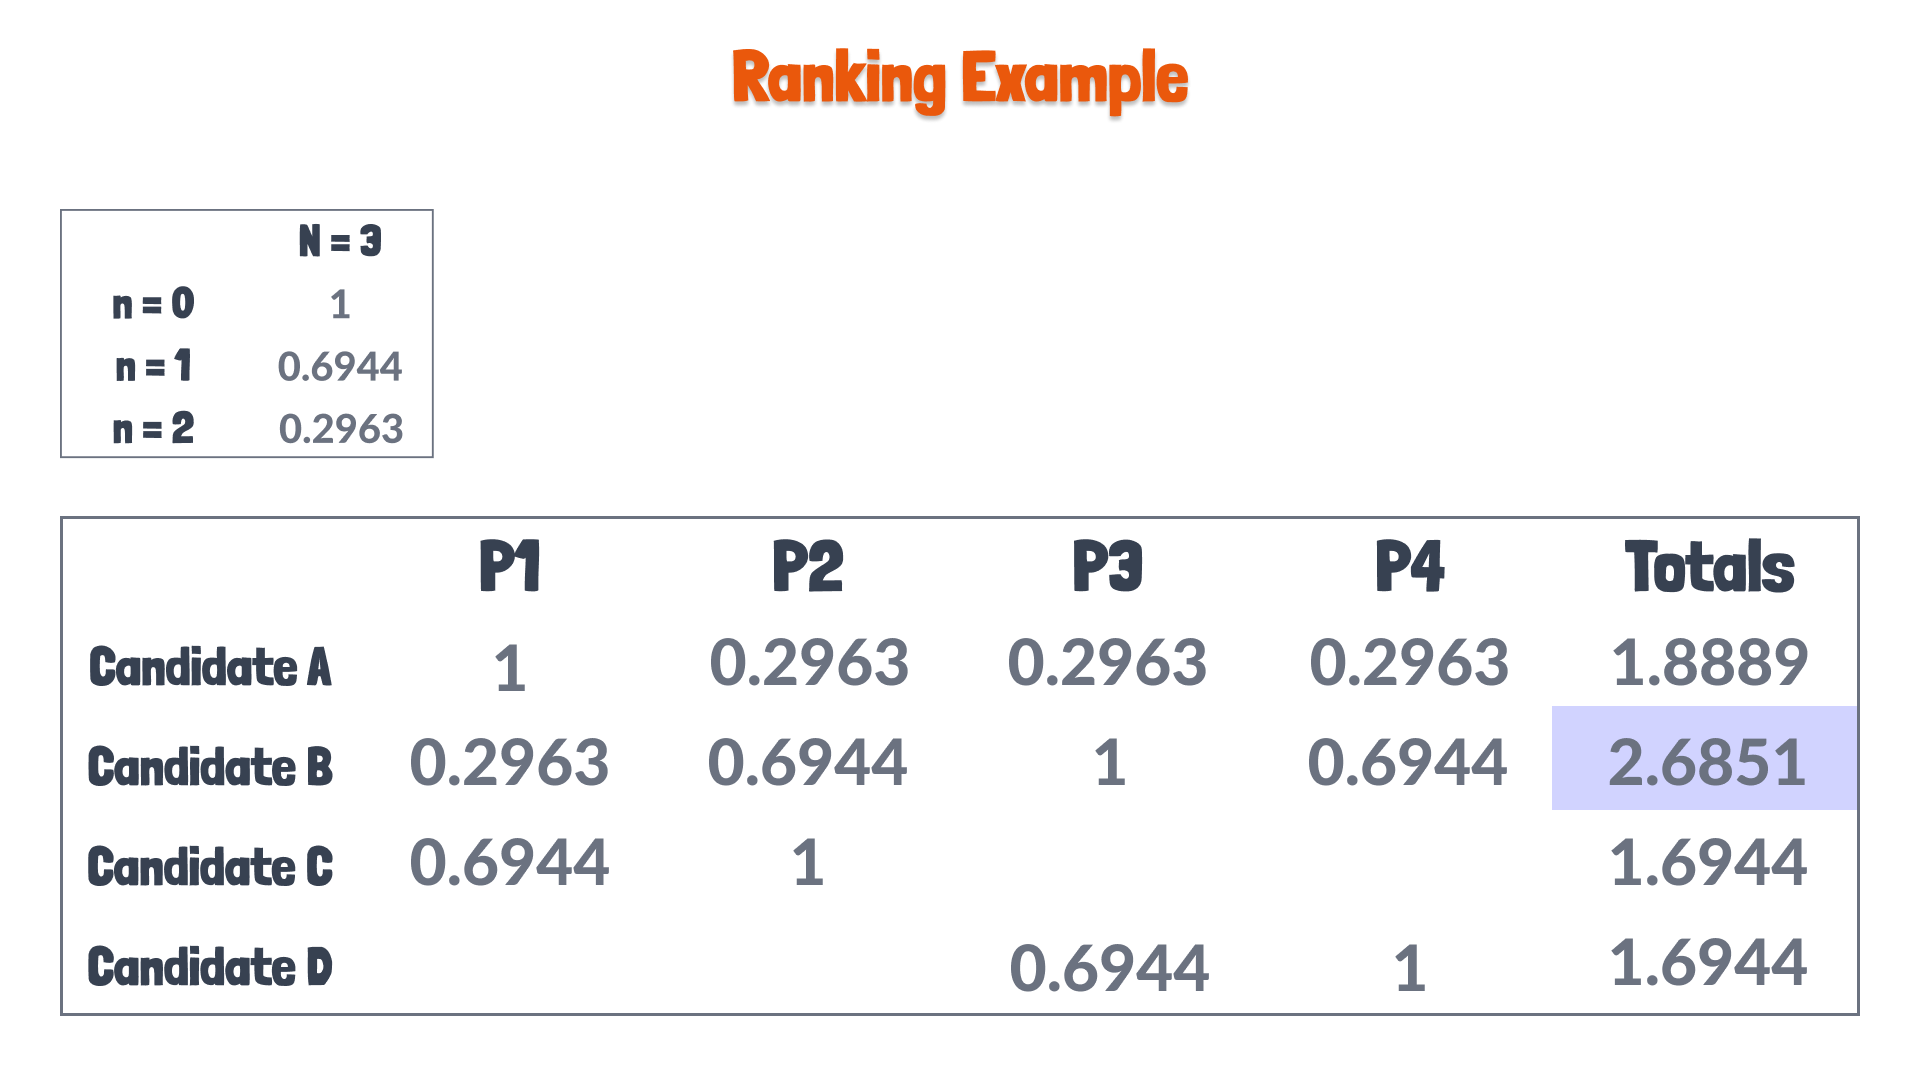 Ranking Example
N = 3
n = 0 1
n = 1 0.6944
n = 2 0.2963
P1 P2 P3 P4 Totals
Candidate A 1 0.2963 0.2963 0.2963 1.8889
Candidate B 0.2963 0.6944 1 0.6944 2.6851
Candidate C 0.6944 1 1.6944
Candidate D 0.6944 1 1.6944